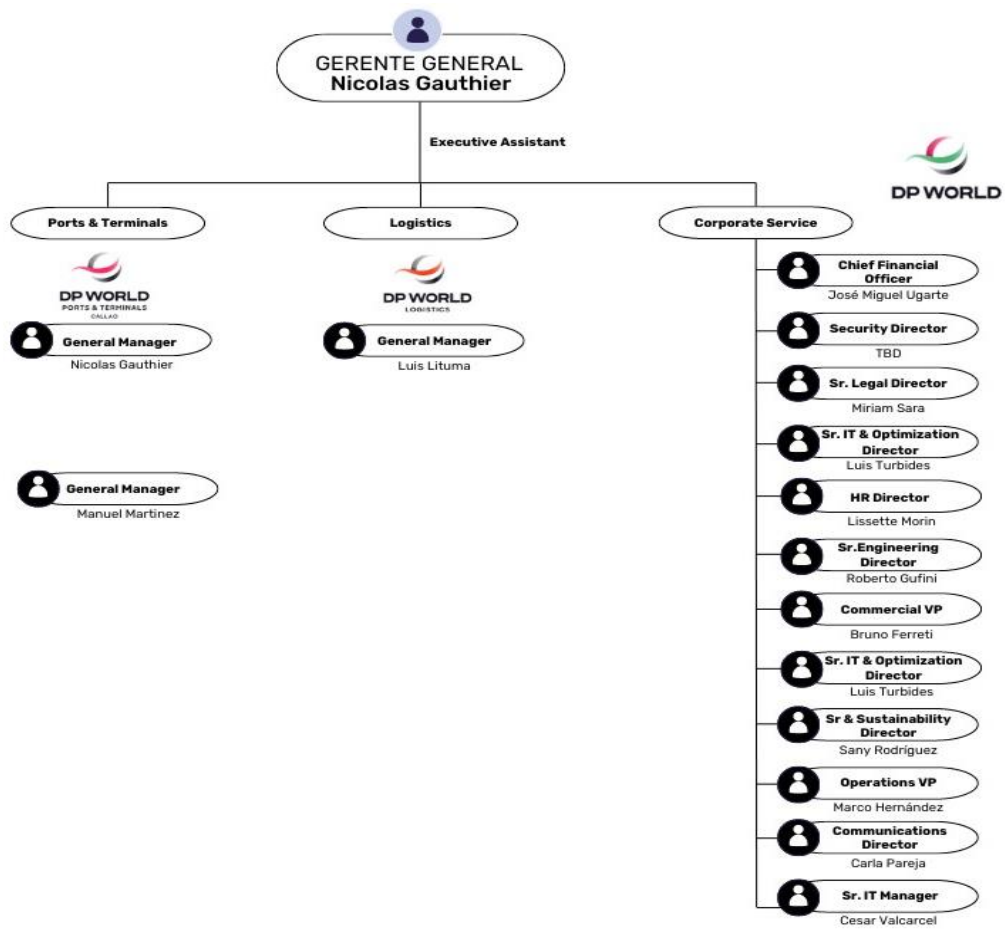 GERENTE GENERAL
Nicolas Gauthier
Executive Assistant
DP WORLD
Ports & Terminals
Logistics
Corporate Service
DP WORLD
PORTS & TERMINALS
CALLAO
General Manager
Nicolas Gauthier
General Manager
Manuel Martinez
DP WORLD
LOGISTICS
General Manager
Luis Lituma
Chief Financial
Officer
José Miguel Ugarte
Security Director
TBD
Sr. Legal Director
Miriam Sara
Sr. IT & Optimization
Director
Luis Turbides
HR Director
Lissette Morin
Sr.Engineering
Director
Roberto Gufini
Commercial VP
Bruno Ferreti
Sr. IT & Optimization
Director
Luis Turbides
Sr & Sustainability
Director
Sany Rodríguez
Operations VP
Marco Hernández
Communications
Director
Carla Pareja
Sr. IT Manager
Cesar Valcarcel